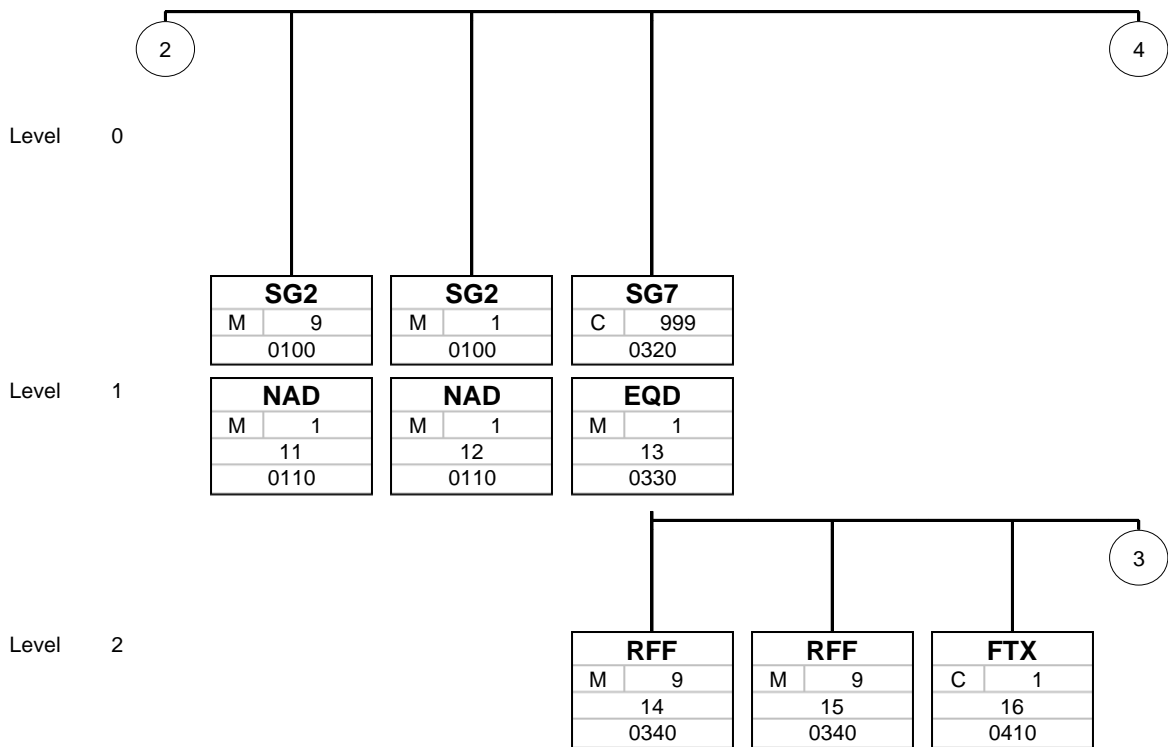 2 4
Level 0
SG2 SG2 SG7
M 9 M 1 C 999
0100 0100 0320
Level 1
NAD NAD EQD
M 1 M 1 M 1
11 12 13
0110 0110 0330
3
Level 2
RFF RFF FTX
M 9 M 9 C 1
14 15 16
0340 0340 0410